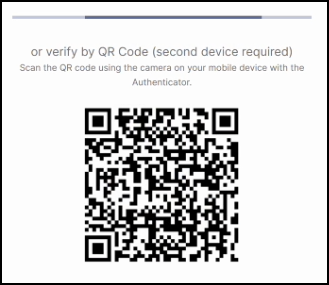 or verify by QR Code (second device required)
Scan the QR code using the camera on your mobile device with the
Authenticator.